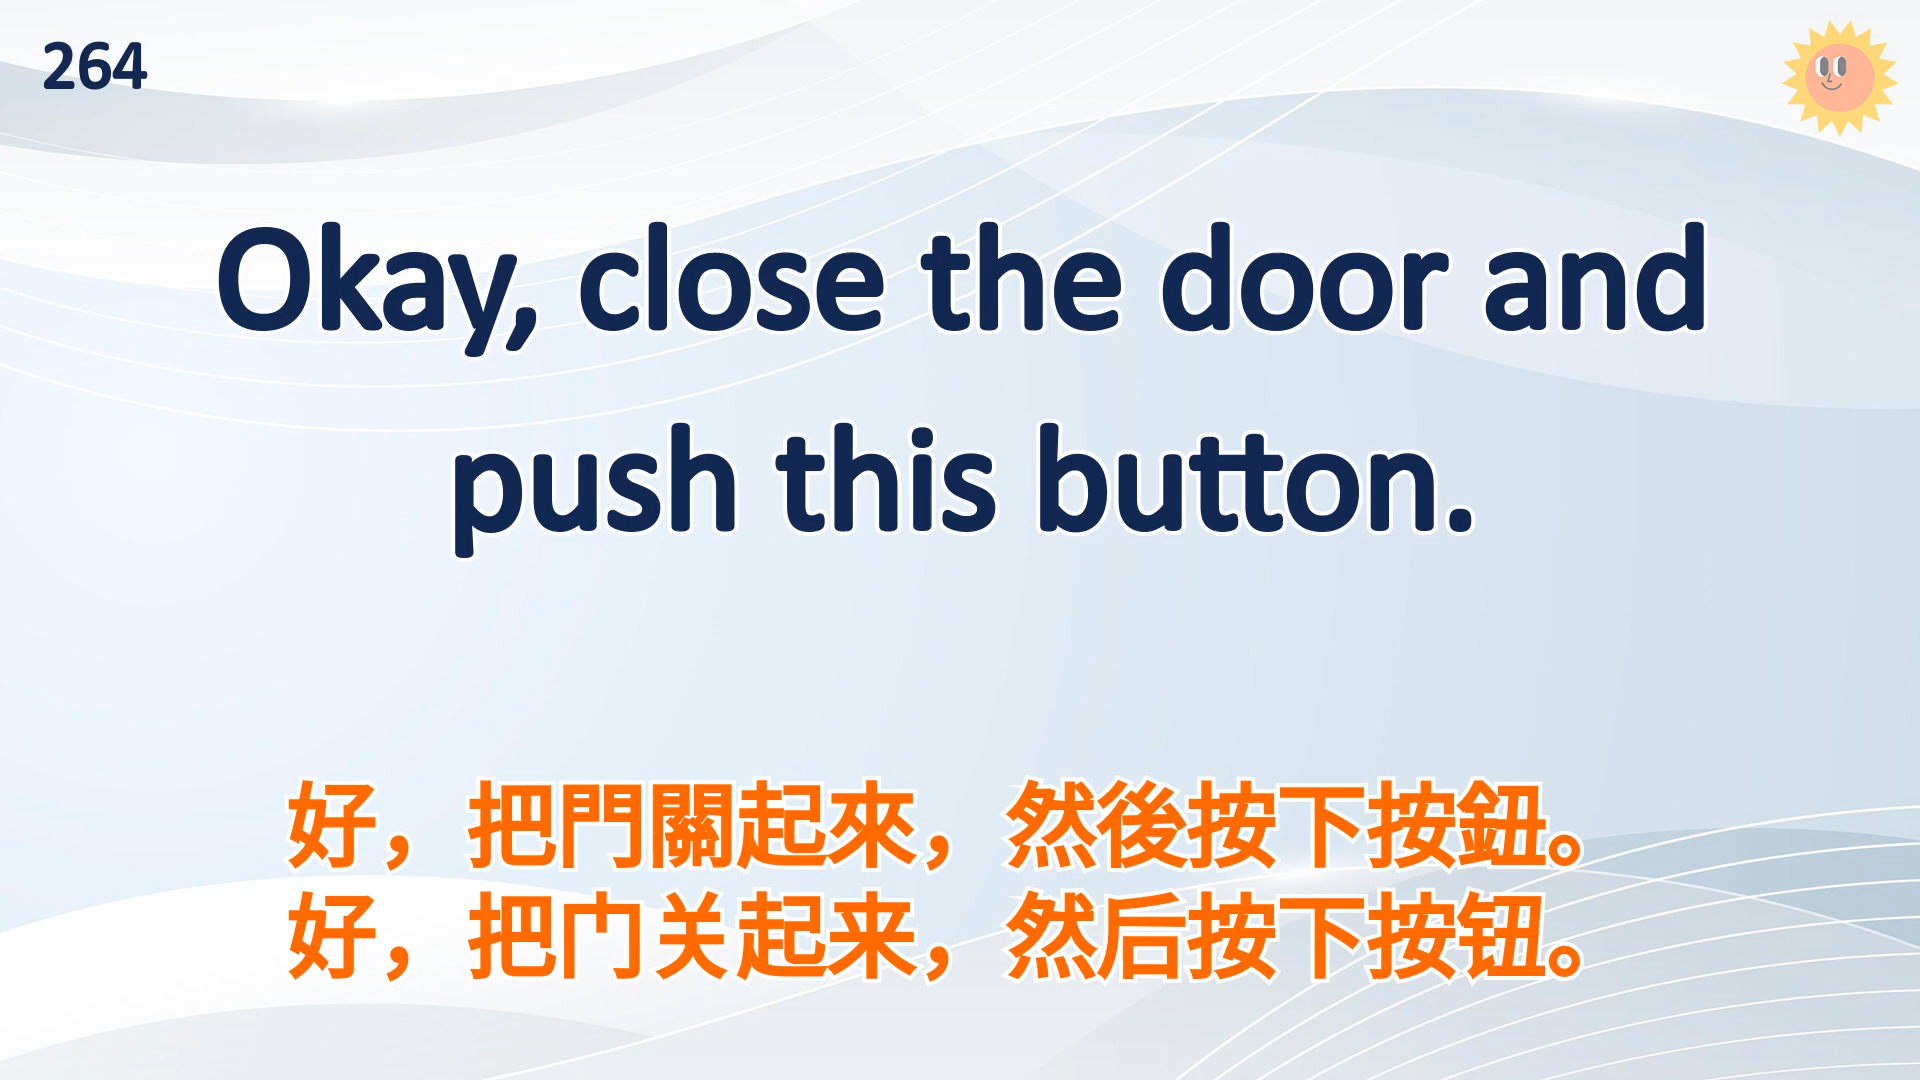 264
Okay, close the door and
push this button.
好，把門關起來，然後按下按鈕。
好，把门关起来，然后按下按钮。